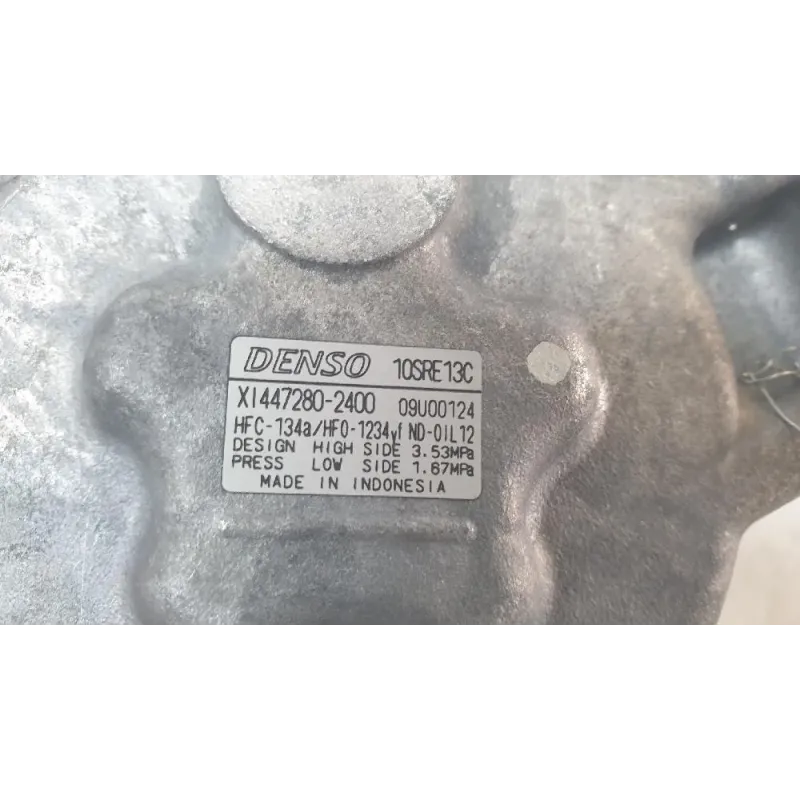 DENSO 10SRE13C
XI447280-2400 09U00124
HFC-134a/HFO-1234yf ND-OIL12
DESIGN HIGH SIDE 3.53MPa
PRESS LOW SIDE 1.67MPa
MADE IN INDONESIA